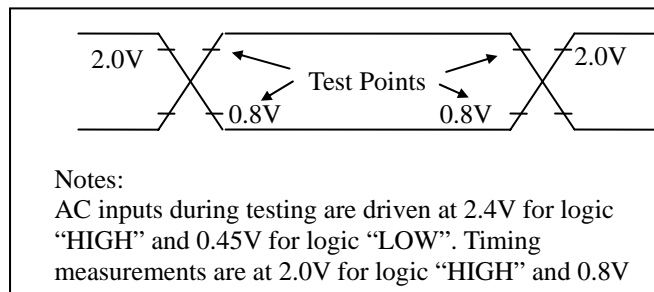 2.0V 2.0V
Test Points
0.8V 0.8V
Notes:
AC inputs during testing are driven at 2.4V for logic
“HIGH” and 0.45V for logic “LOW”. Timing
measurements are at 2.0V for logic “HIGH” and 0.8V